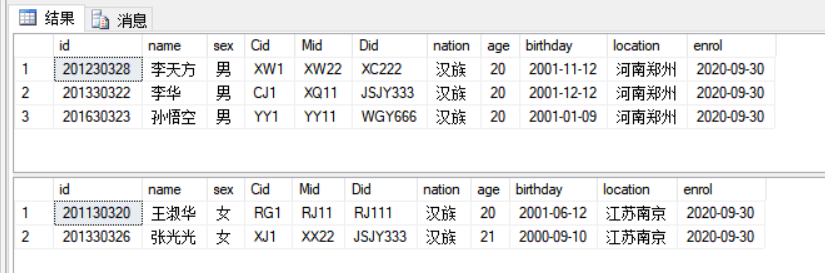 结果 消息
id name sex Cid Mid Did nation age birthday location enrol
1 201230328 李天方 男 XW1 XW22 XC222 汉族 20 2001-11-12 河南郑州 2020-09-30
2 201330322 李华 男 CJ1 XQ11 JSJY333 汉族 20 2001-12-12 河南郑州 2020-09-30
3 201630323 孙悟空 男 YY1 YY11 WGY666 汉族 20 2001-01-09 河南郑州 2020-09-30
id name sex Cid Mid Did nation age birthday location enrol
1 201130320 王淑华 女 RG1 RJ11 RJ111 汉族 20 2001-06-12 江苏南京 2020-09-30
2 201330326 张光光 女 XJ1 XX22 JSJY333 汉族 21 2000-09-10 江苏南京 2020-09-30